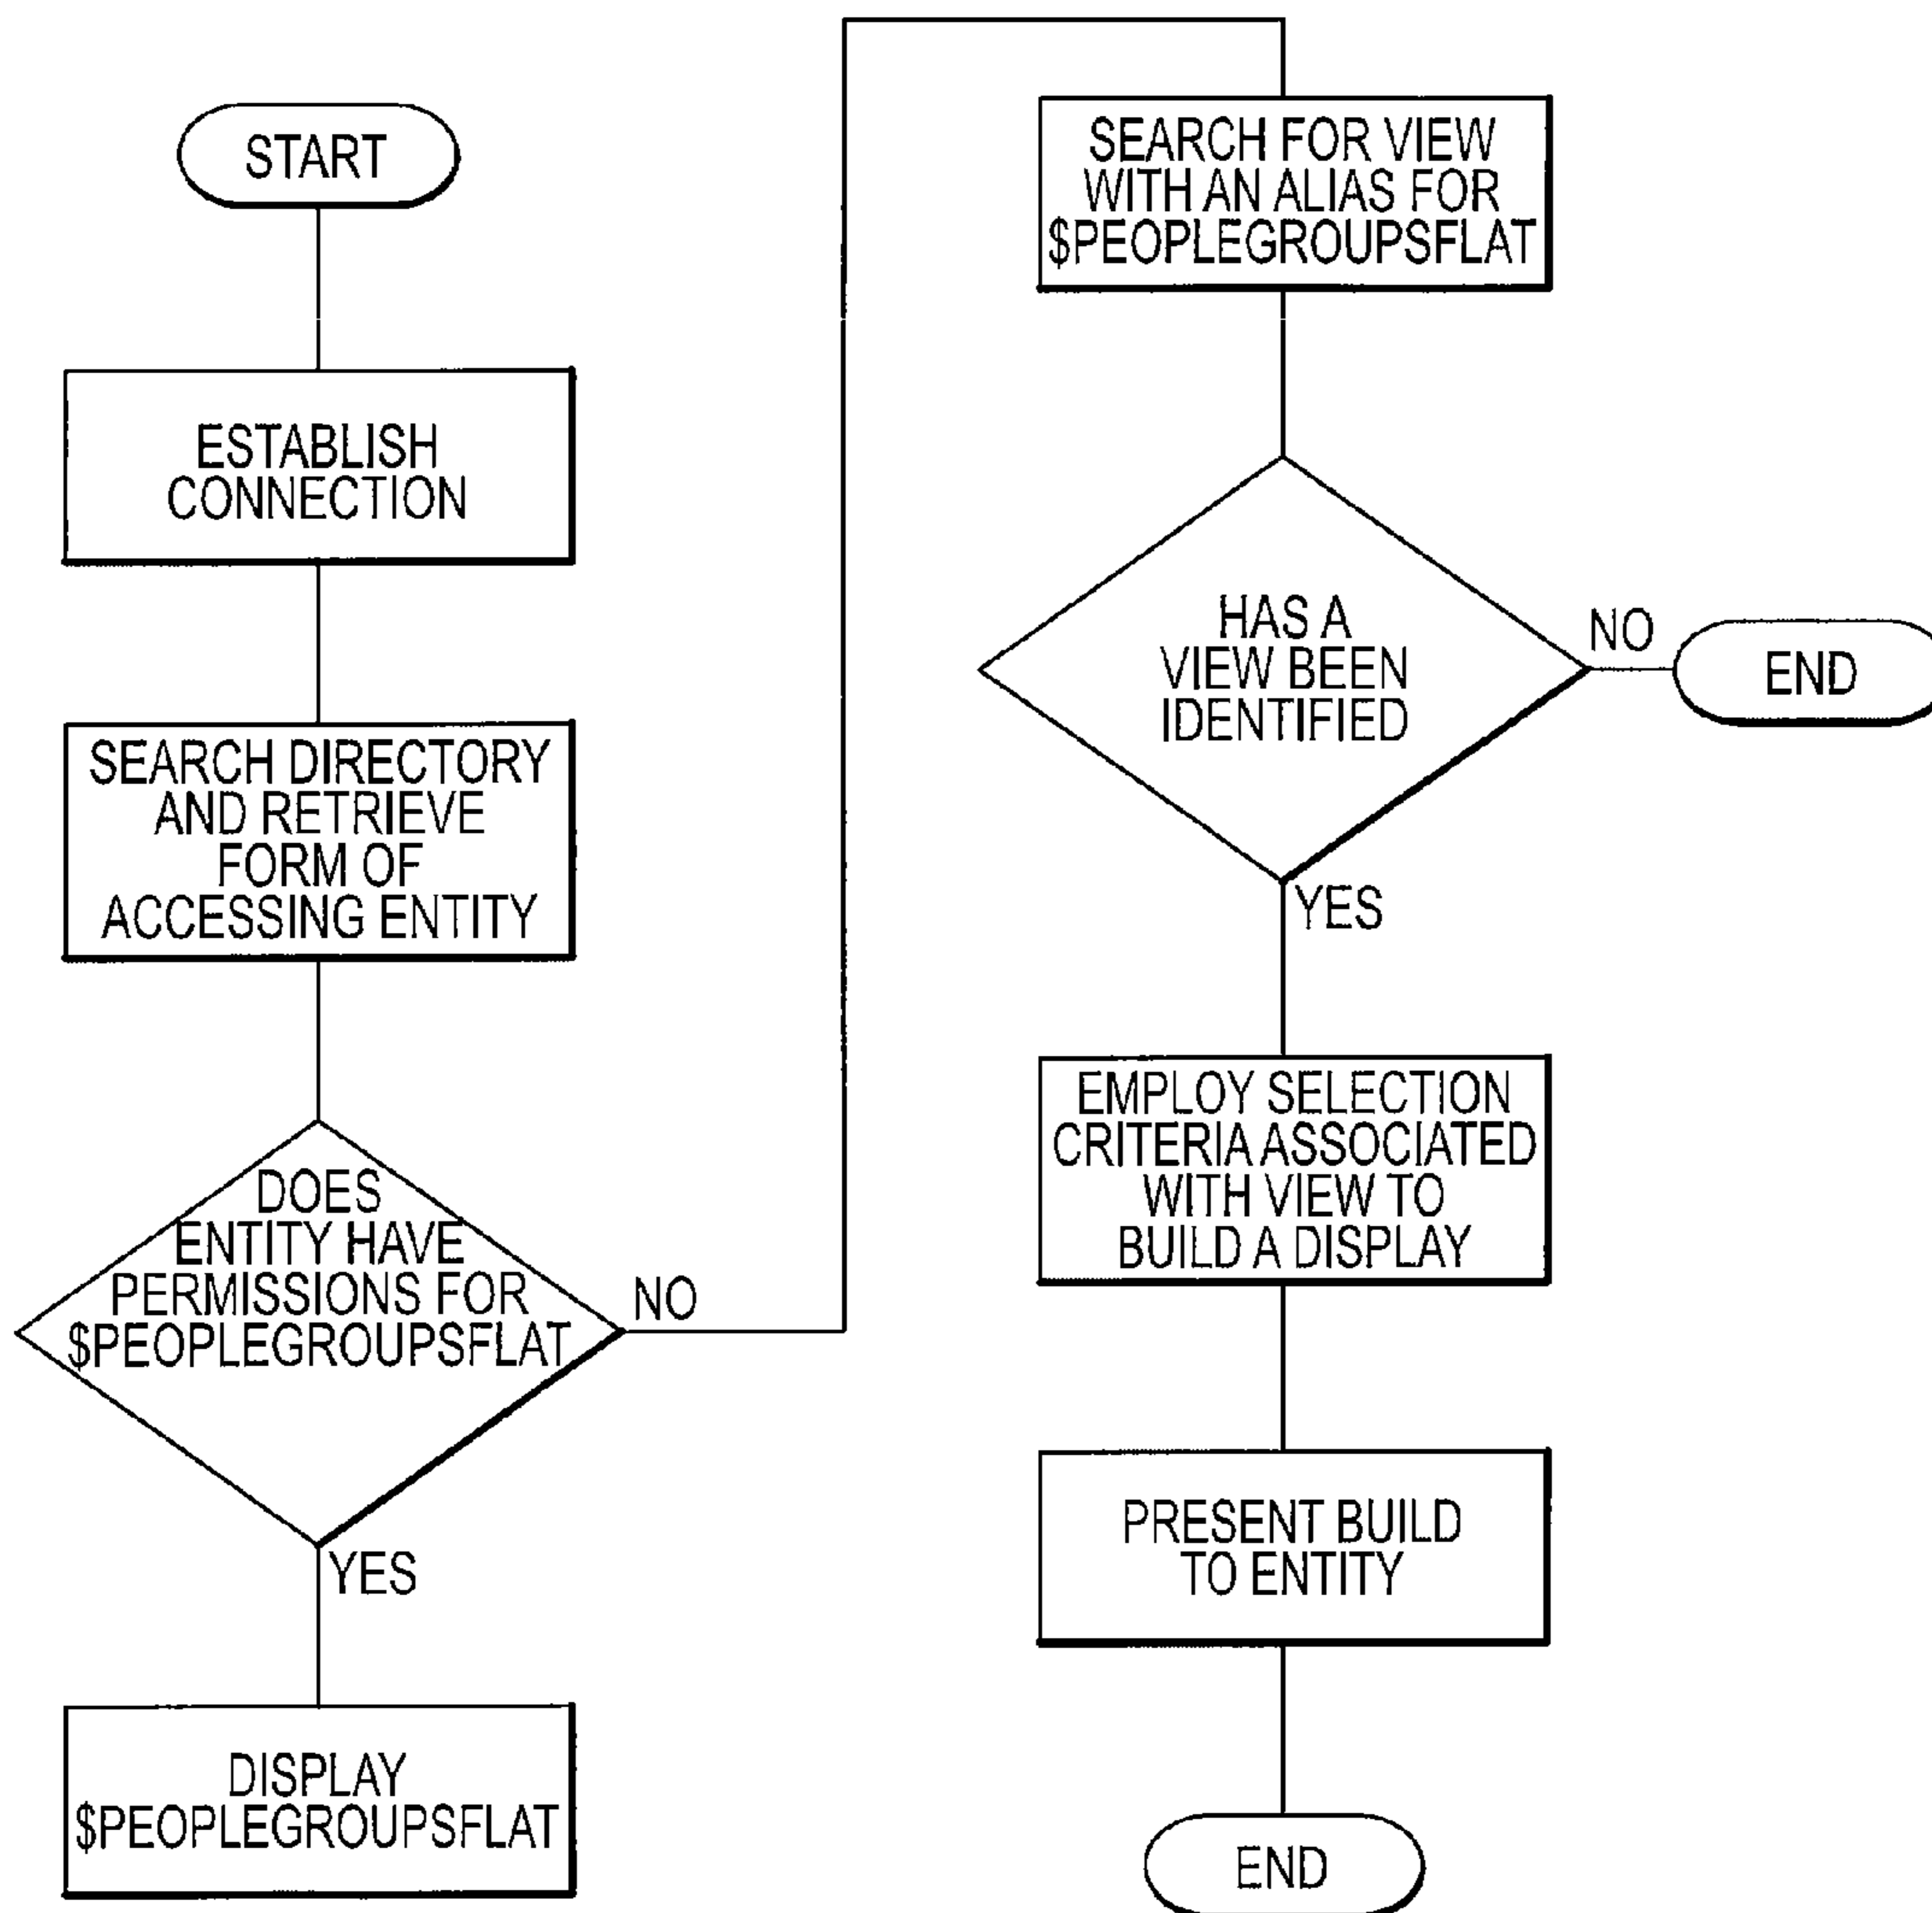 START
ESTABLISH
CONNECTION
SEARCH DIRECTORY
AND RETRIEVE
FORM OF
ACCESSING ENTITY
DOES
ENTITY HAVE
PERMISSIONS FOR
$PEOPLEGROUPSFLAT
NO
YES
DISPLAY
$PEOPLEGROUPSFLAT
SEARCH FOR VIEW
WITH AN ALIAS FOR
$PEOPLEGROUPSFLAT
HAS A
VIEW BEEN
IDENTIFIED
NO
END
YES
EMPLOY SELECTION
CRITERIA ASSOCIATED
WITH VIEW TO
BUILD A DISPLAY
PRESENT BUILD
TO ENTITY
END